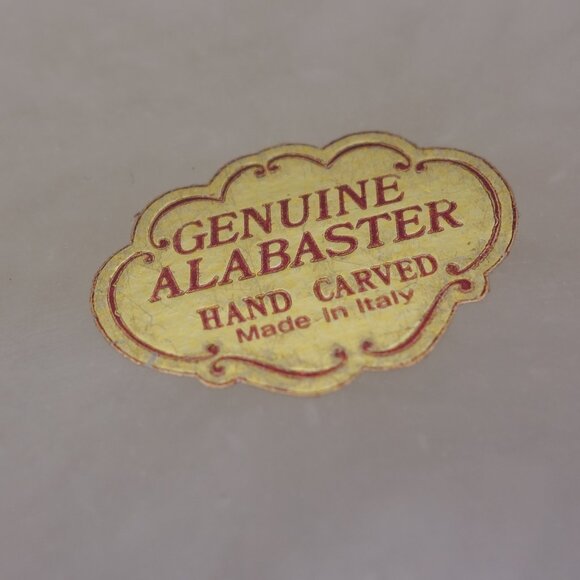 GENUINE
ALABASTER
HAND CARVED
Made In Italy